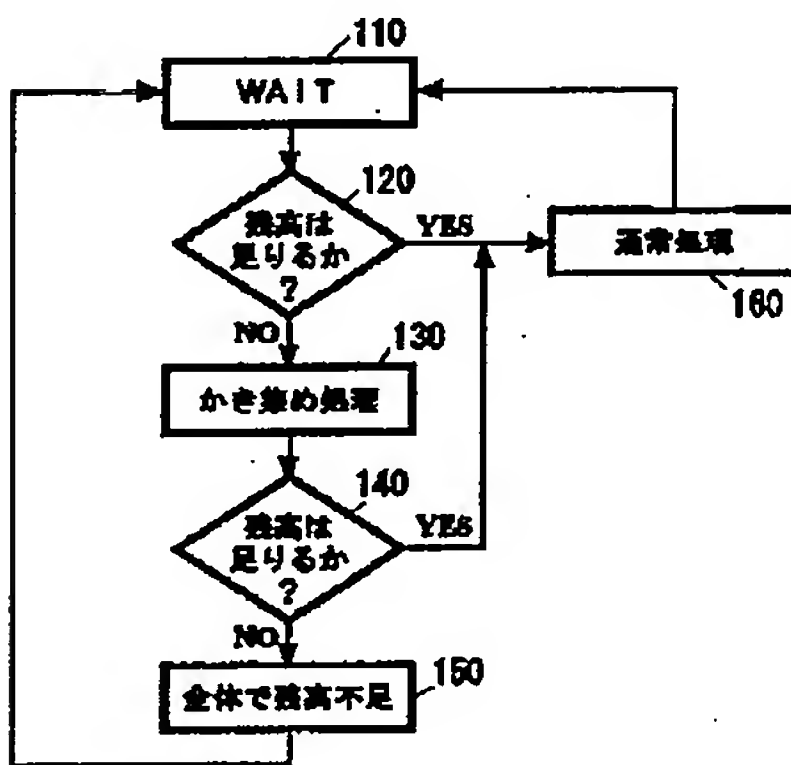 110
WAIT
120
残高は
足りるか
?
YES
通常処理
160
NO
130
かき集め処理
140
残高は
足りるか
?
YES
NO
150
全体で残高不足